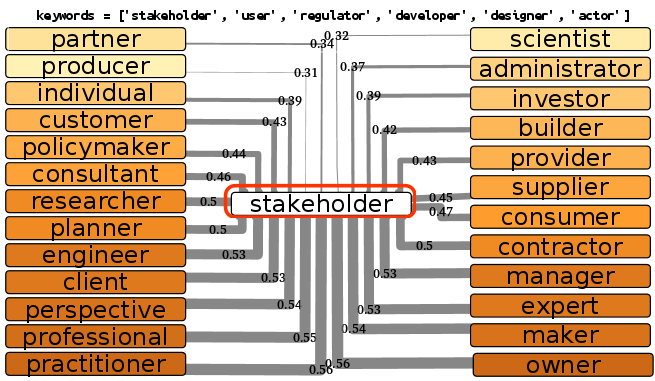 keywords = ['stakeholder', 'user', 'regulator', 'developer', 'designer', 'actor']
partner 0.34 0.32 scientist
producer 0.31 0.37 administrator
individual 0.39 0.39 investor
customer 0.43 0.42 builder
policymaker 0.44 0.43 provider
consultant 0.46 0.45 supplier
researcher 0.5 stakeholder 0.47 consumer
planner 0.5 0.5 contractor
engineer 0.53 0.53 manager
client 0.53 0.53 expert
perspective 0.54 0.54 maker
professional 0.55
practitioner 0.56 0.56 owner